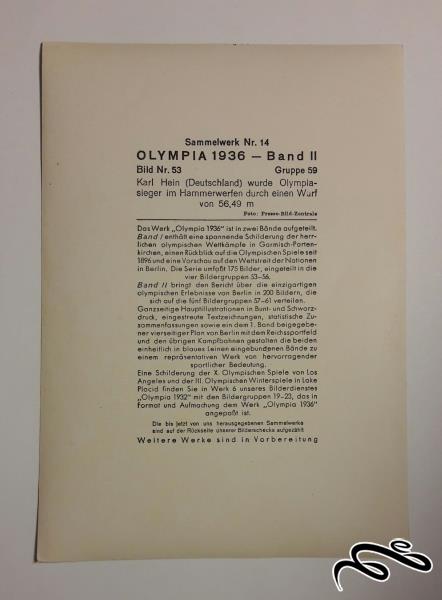 Sammelwerk Nr. 14
OLYMPIA 1936 — Band II
Bild Nr. 53 Gruppe 59
Karl Hein (Deutschland) wurde Olympia-
sieger im Hammerwerfen durch einen Wurf
von 56,49 m
Foto: Presse-Bild-Zentrale
Das Werk „Olympia 1936" ist in zwei Bände aufgeteilt.
Band I enthält eine spannende Schilderung der herr-
lichen olympischen Wettkämpfe in Garmisch-Parten-
kirchen, einen Rückblick auf die Olympischen Spiele seit
1896 und eine Vorschau auf den Wettstreit der Nationen
in Berlin. Die Serie umfaßt 175 Bilder, eingeteilt in die
vier Bildergruppen 53–56.
Band II bringt den Bericht über die einzigartigen
olympischen Erlebnisse von Berlin in 200 Bildern, die
sich auf die fünf Bildergruppen 57–61 verteilen.
Ganzseitige Hauptillustrationen in Bunt- und Schwarz-
druck, eingestreute Textzeichnungen, statistische Zu-
sammenfassungen sowie ein dem 1. Band beigegebe-
ner vierseitiger Plan von Berlin mit dem Reichssportfeld
und den übrigen Kampfbahnen gestalten die beiden
einheitlich in blaues Leinen eingebundenen Bände zu
einem repräsentativen Werk von hervorragender
sportlicher Bedeutung.
Eine Schilderung der X. Olympischen Spiele von Los
Angeles und der III. Olympischen Winterspiele in Lake
Placid finden Sie in Werk 6 unseres Bilderdienstes
„Olympia 1932" mit den Bildergruppen 19–23, das in
Format und Aufmachung dem Werk „Olympia 1936"
angepaßt ist.
Die bis jetzt von uns herausgegebenen Sammelwerke
sind auf der Rückseite unserer Bilderschecks aufgezählt
Weitere Werke sind in Vorbereitung